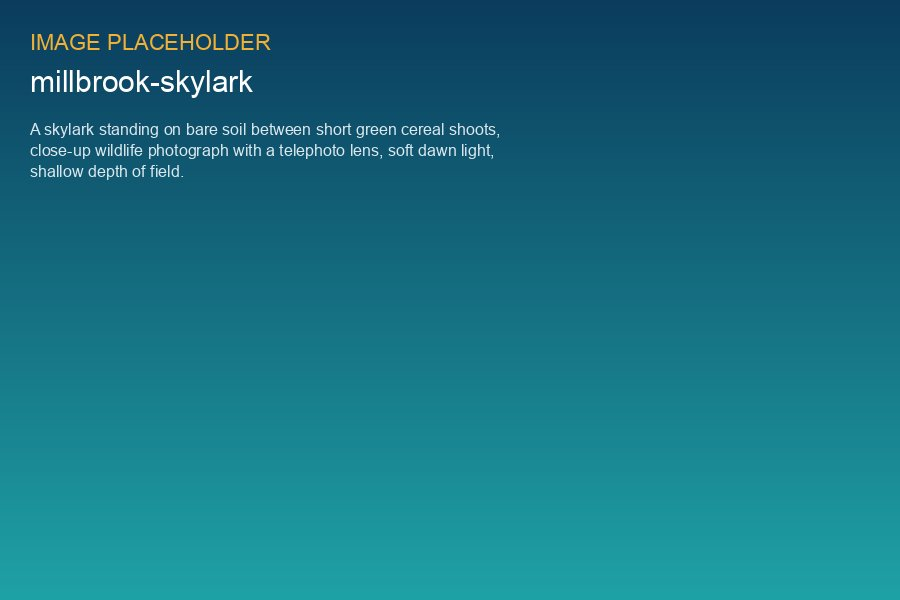 IMAGE PLACEHOLDER
millbrook-skylark
A skylark standing on bare soil between short green cereal shoots,
close-up wildlife photograph with a telephoto lens, soft dawn light,
shallow depth of field.